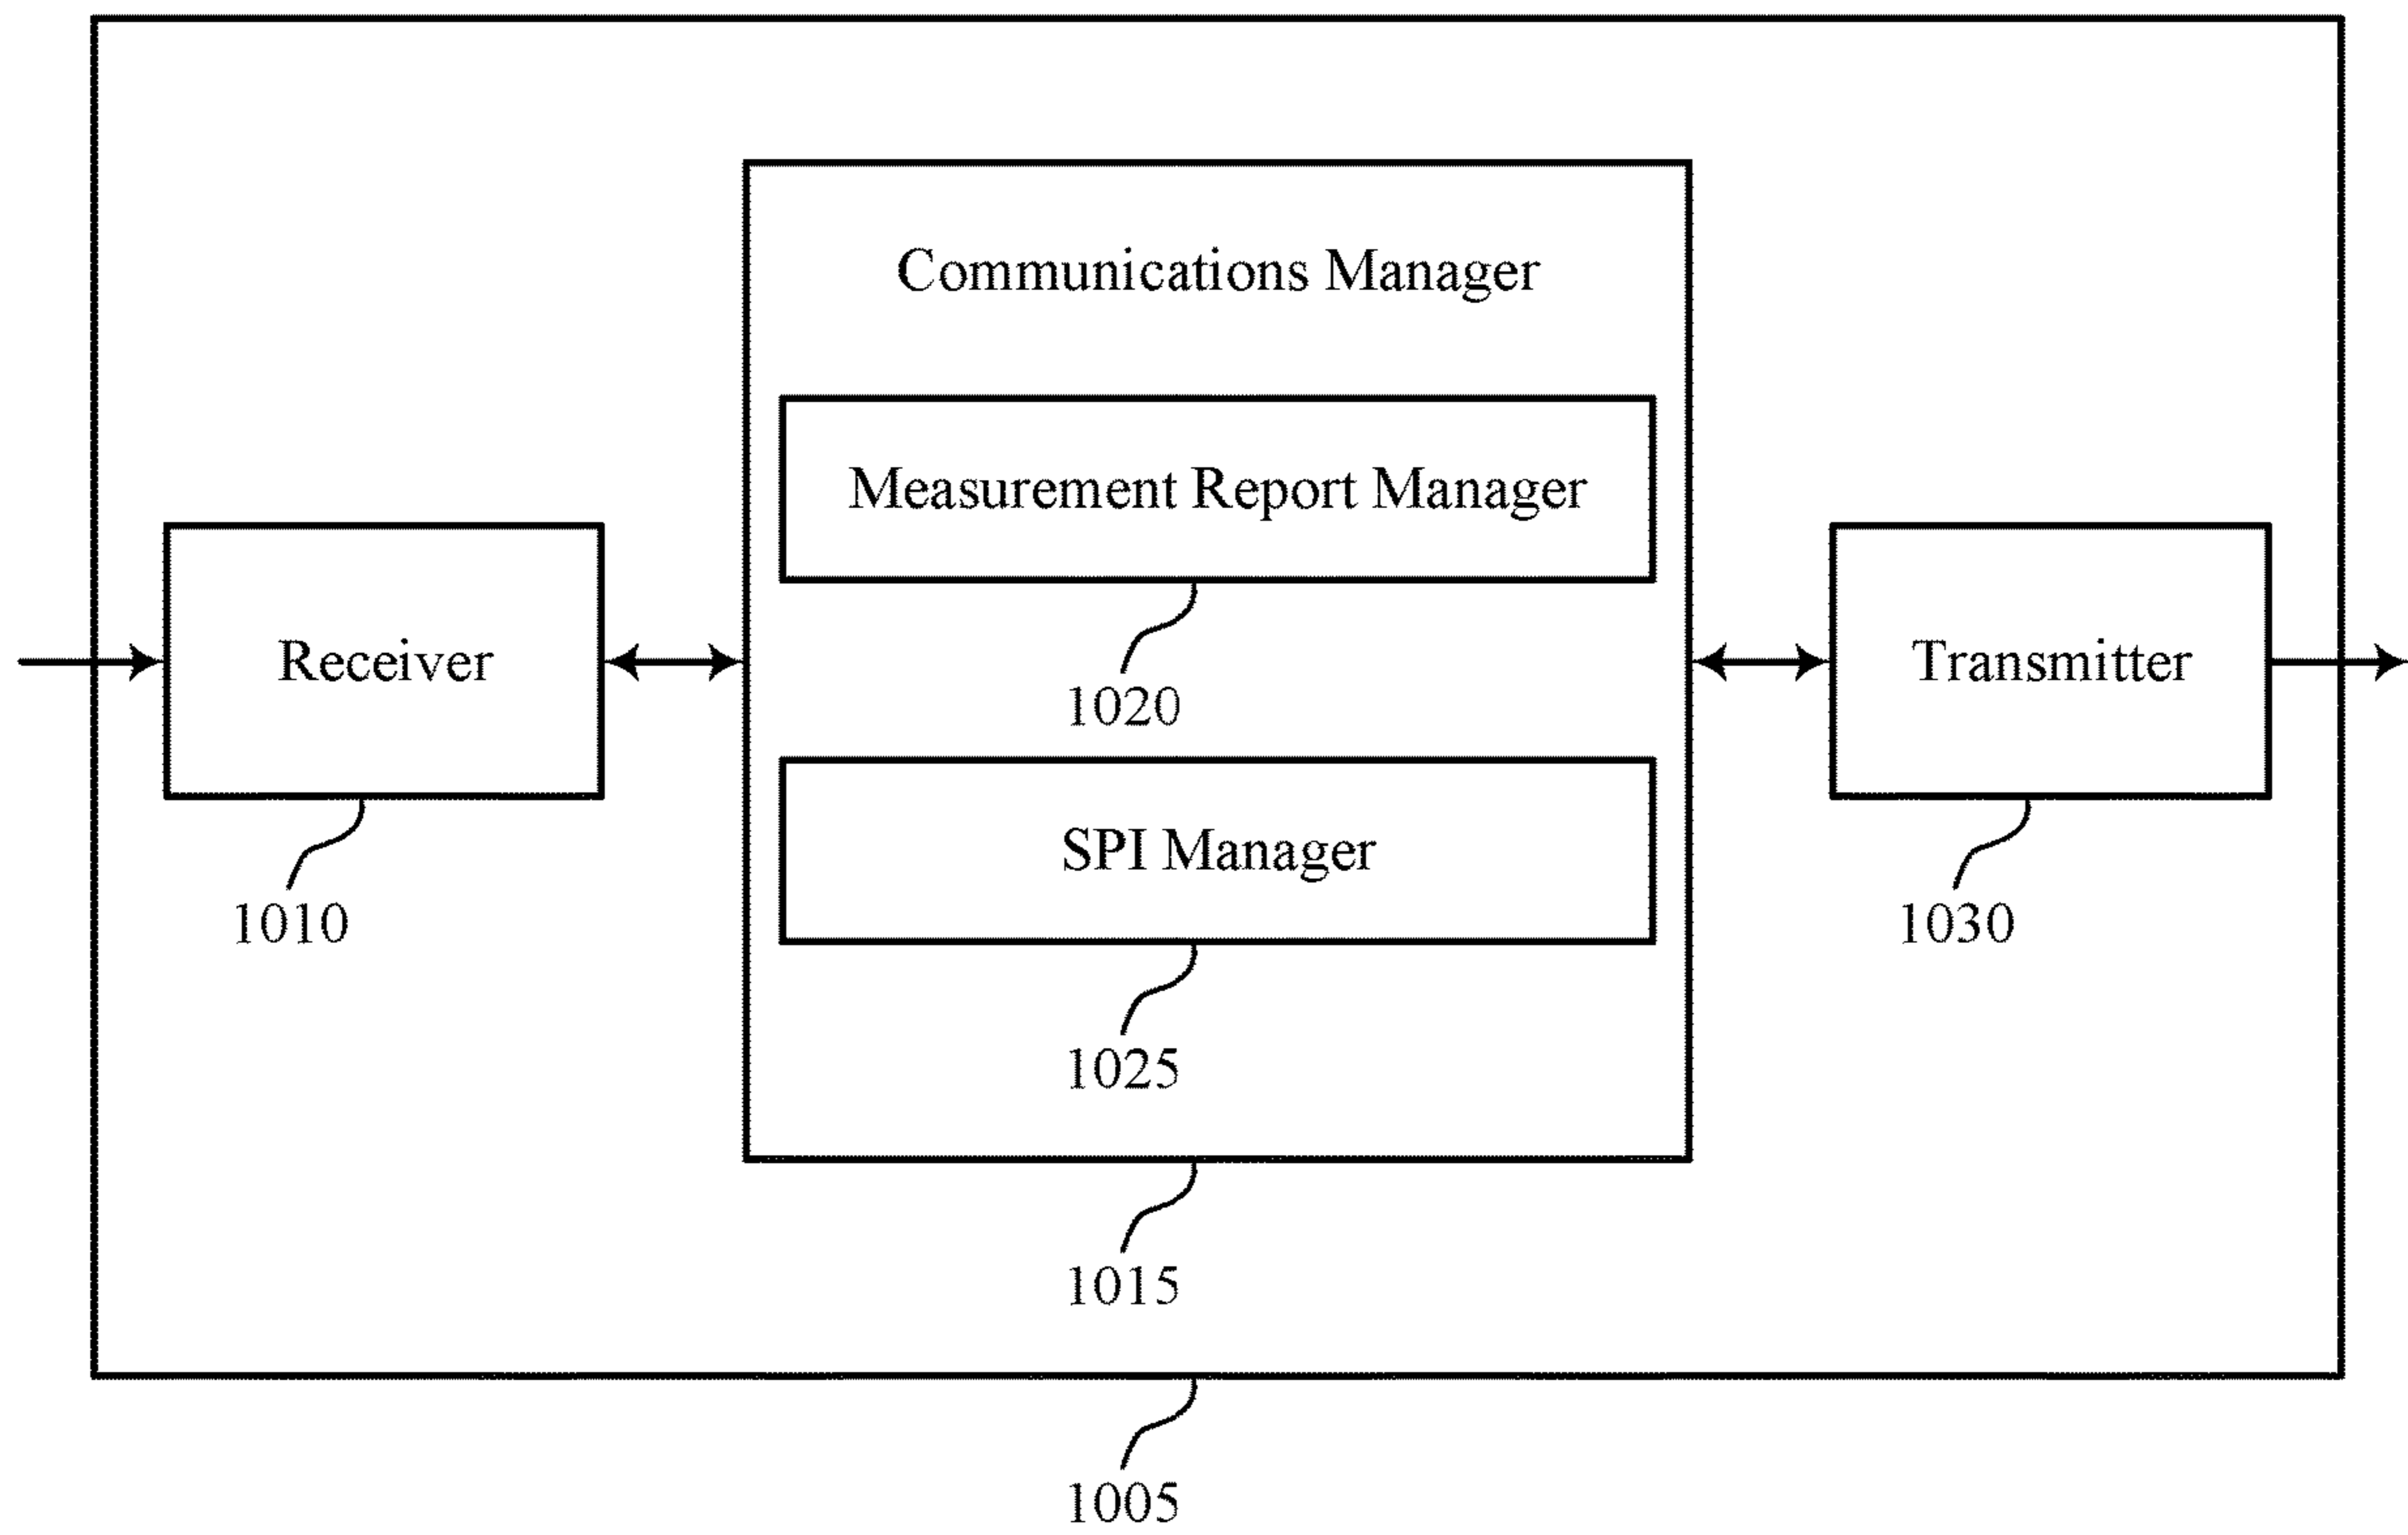 Communications Manager
Measurement Report Manager
1020
Receiver
1010
SPI Manager
1025
Transmitter
1030
1015
1005